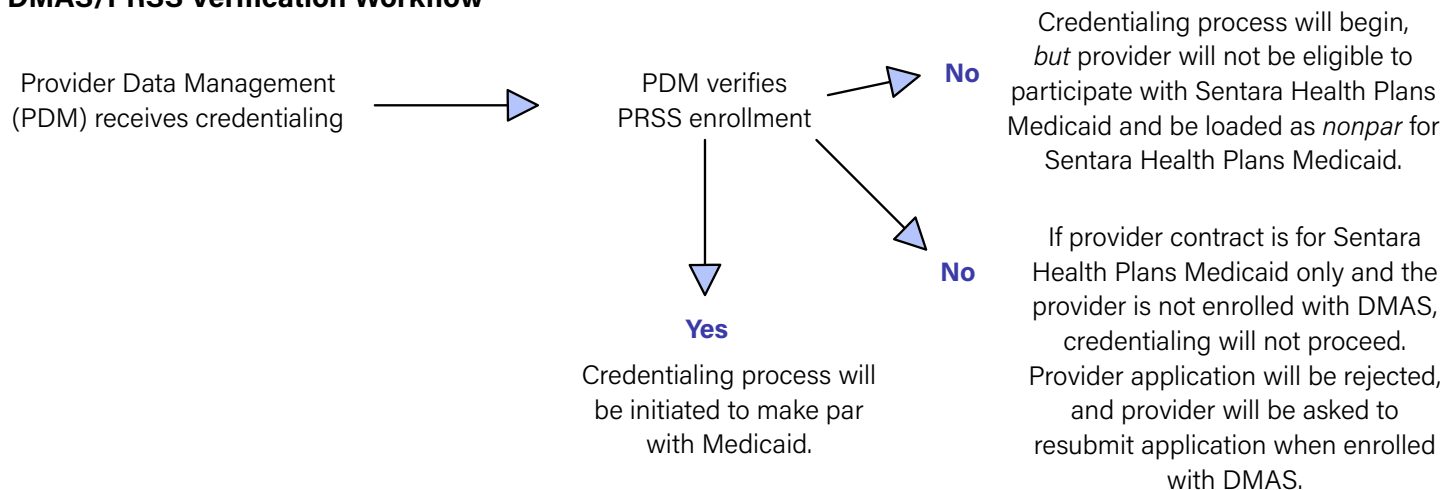 DMAS/PRSS Verification Workflow
Provider Data Management
(PDM) receives credentialing
PDM verifies
PRSS enrollment
No
Credentialing process will begin,
but provider will not be eligible to
participate with Sentara Health Plans
Medicaid and be loaded as nonpar for
Sentara Health Plans Medicaid.
No
If provider contract is for Sentara
Health Plans Medicaid only and the
provider is not enrolled with DMAS,
credentialing will not proceed.
Provider application will be rejected,
and provider will be asked to
resubmit application when enrolled
with DMAS.
Yes
Credentialing process will
be initiated to make par
with Medicaid.